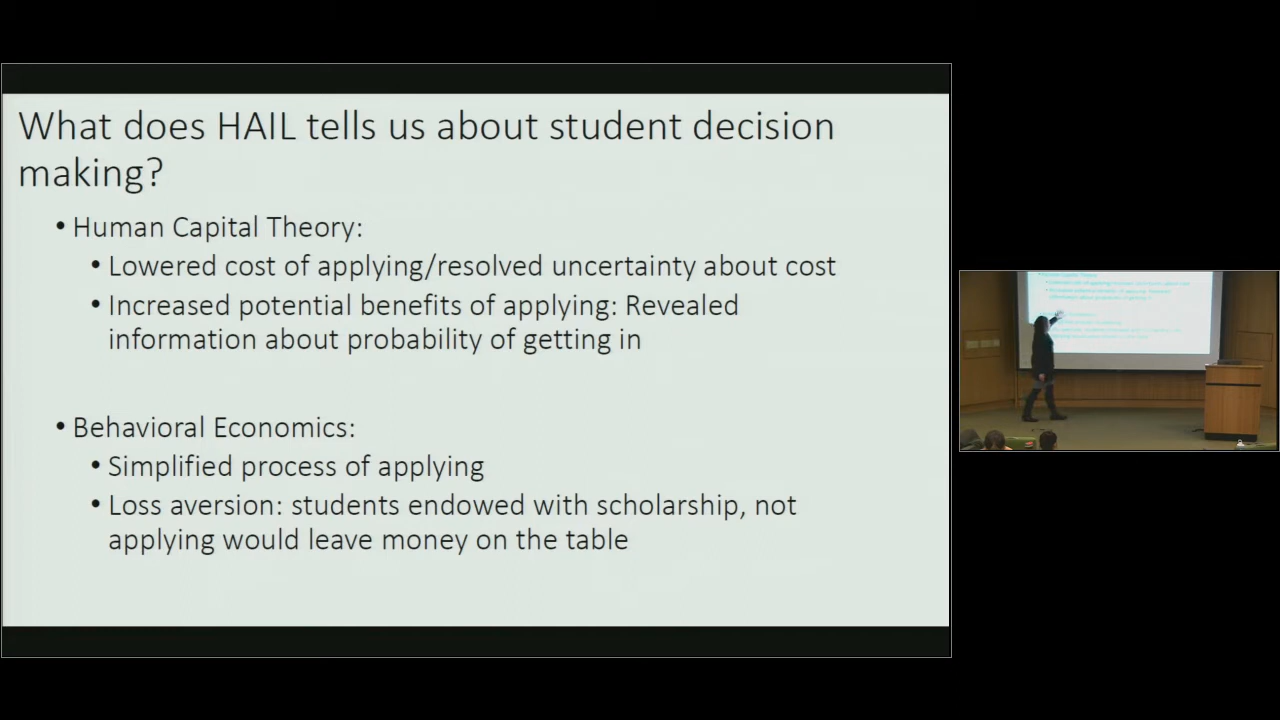 What does HAIL tells us about student decision
making?
• Human Capital Theory:
• Lowered cost of applying/resolved uncertainty about cost
• Increased potential benefits of applying: Revealed
information about probability of getting in
• Behavioral Economics:
• Simplified process of applying
• Loss aversion: students endowed with scholarship, not
applying would leave money on the table